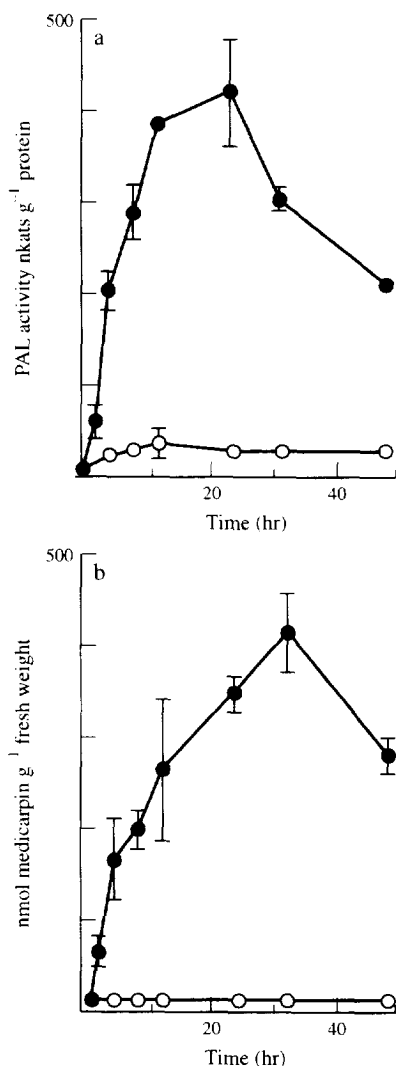 500
a
PAL activity nkats g⁻¹ protein
20
40
Time (hr)
500
b
nmol medicarpin g⁻¹ fresh weight
20
40
Time (hr)